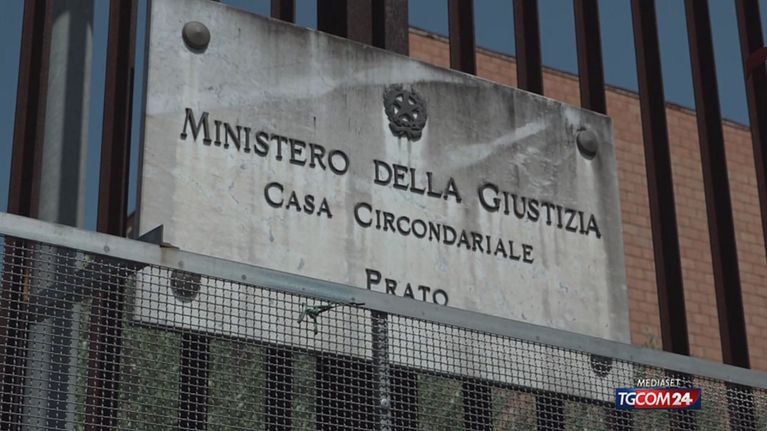 MINISTERO DELLA GIUSTIZIA
CASA CIRCONDARIALE
PRATO
MEDIASET
TGCOM24